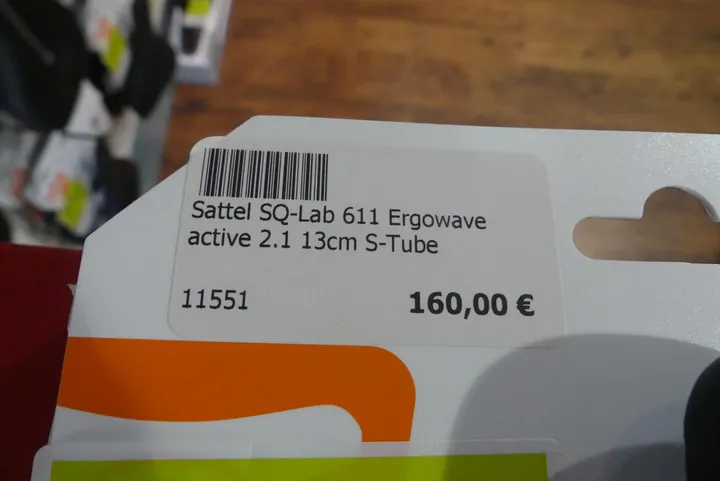 Sattel SQ-Lab 611 Ergowave
active 2.1 13cm S-Tube
11551 160,00 €